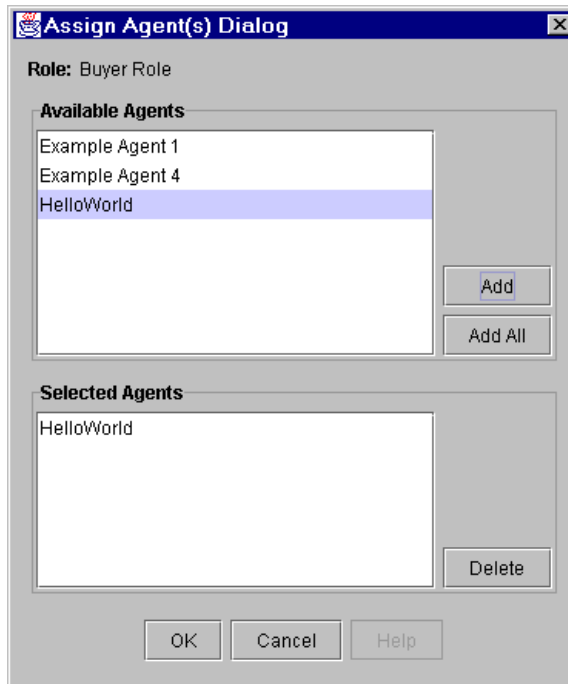 Assign Agent(s) Dialog
Role: Buyer Role
Available Agents
Example Agent 1
Example Agent 4
HelloWorld
Add
Add All
Selected Agents
HelloWorld
Delete
OK Cancel Help